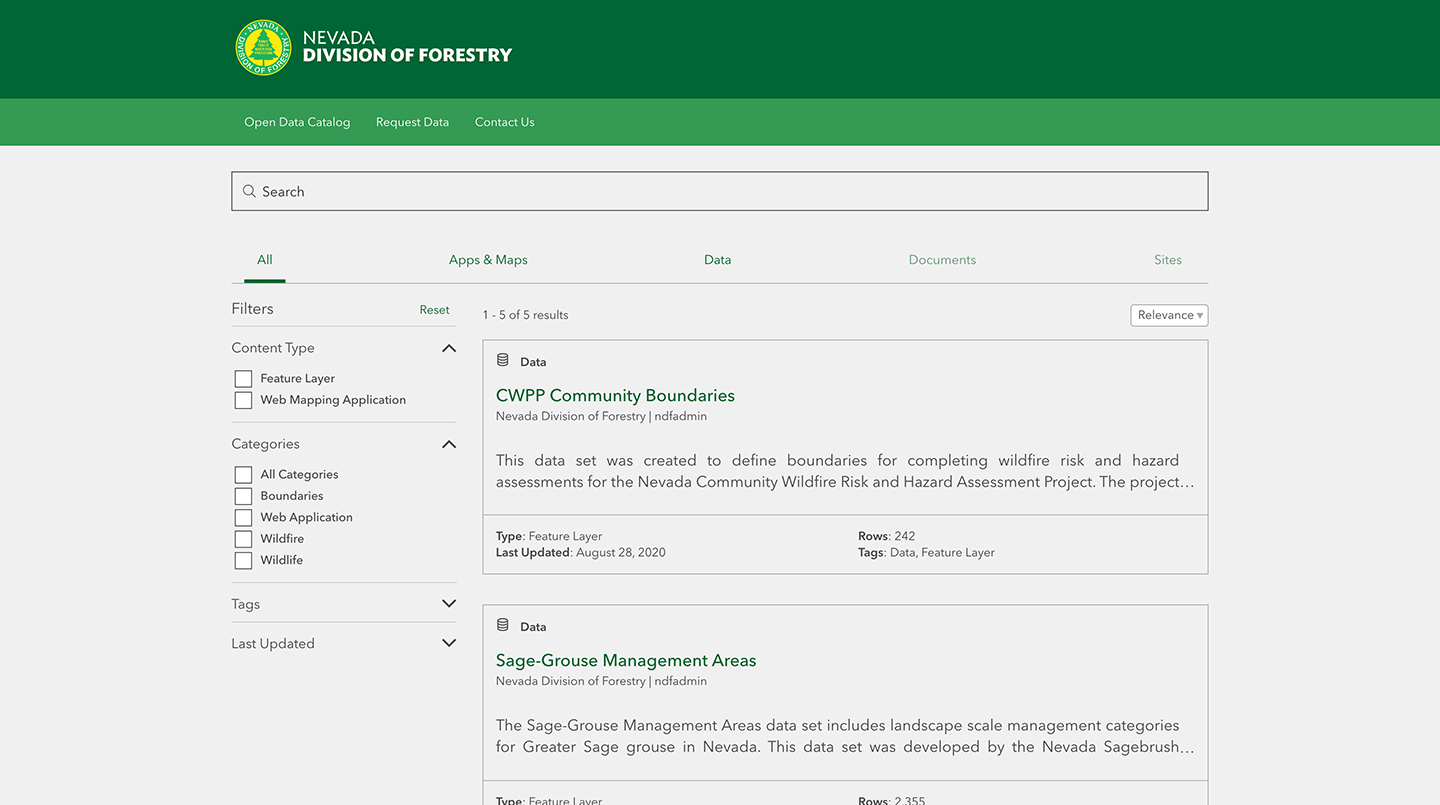 NEVADA
DIVISION OF FORESTRY
NEVADA
DIVISION OF FORESTRY
Open Data Catalog
Request Data
Contact Us
Search
All
Apps & Maps
Data
Documents
Sites
Filters
Reset
Content Type
Feature Layer
Web Mapping Application
Categories
All Categories
Boundaries
Web Application
Wildfire
Wildlife
Tags
Last Updated
1 - 5 of 5 results
Relevance
Data
CWPP Community Boundaries
Nevada Division of Forestry | ndfadmin
This data set was created to define boundaries for completing wildfire risk and hazard
assessments for the Nevada Community Wildfire Risk and Hazard Assessment Project. The project…
Type: Feature Layer
Rows: 242
Last Updated: August 28, 2020
Tags: Data, Feature Layer
Data
Sage-Grouse Management Areas
Nevada Division of Forestry | ndfadmin
The Sage-Grouse Management Areas data set includes landscape scale management categories
for Greater Sage grouse in Nevada. This data set was developed by the Nevada Sagebrush…
Type: Feature Layer
Rows: 2,355